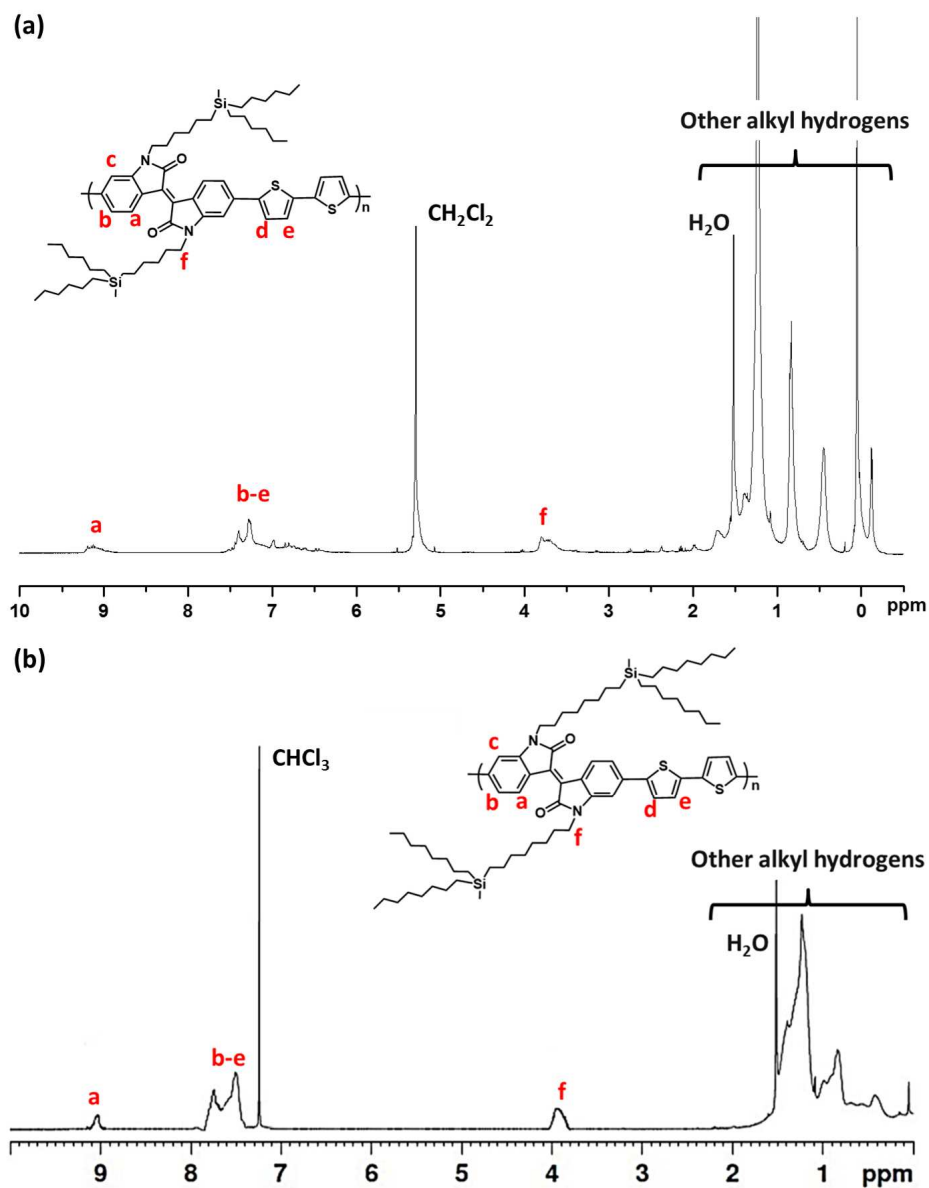 (a)
Si
N
O
c
b
a
O
N
f
Si
S
d
e
S
n
CH2Cl2
Other alkyl hydrogens
H2O
a
b-e
f
10 9 8 7 6 5 4 3 2 1 0 ppm
(b)
Si
N
O
c
b
a
O
N
f
Si
S
d
e
S
n
CHCl3
Other alkyl hydrogens
H2O
a
b-e
f
9 8 7 6 5 4 3 2 1 ppm